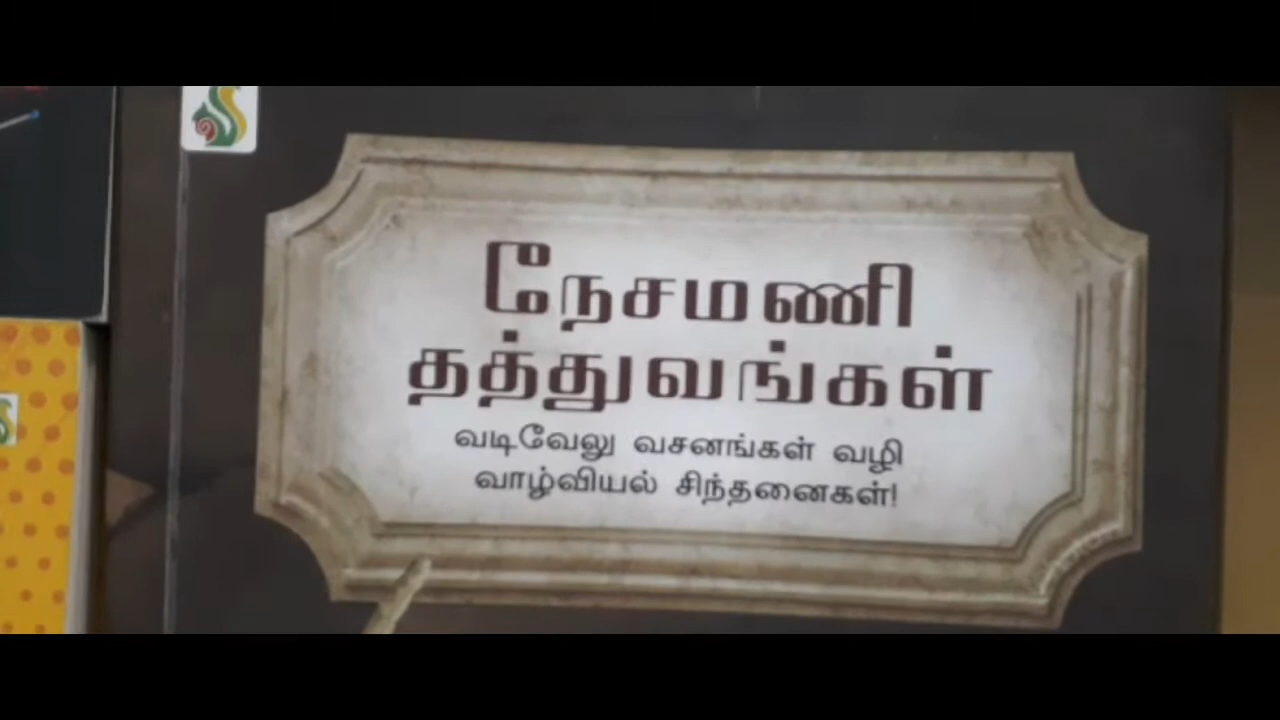 நேசமணி
தத்துவங்கள்
வடிவேலு வசனங்கள் வழி
வாழ்வியல் சிந்தனைகள்!